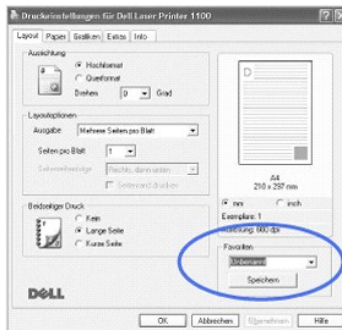 Druckeinstellungen für Dell Laser Printer 1100
Layout Papier Grafiken Extras Info
Ausrichtung
Hochformat
Querformat
Drehen 0 Grad
Layoutoptionen
Ausgabe Mehrere Seiten pro Blatt
Seiten pro Blatt 1
Seitenreihenfolge Rechts, dann unten
Seitenrand drucken
Beidseitiger Druck
Kein
Lange Seite
Kurze Seite
A4
210 x 297 mm
mm inch
Exemplare: 1
Auflösung: 600 dpi
Favoriten
Unbenannt
Speichern
DELL
OK Abbrechen Übernehmen Hilfe